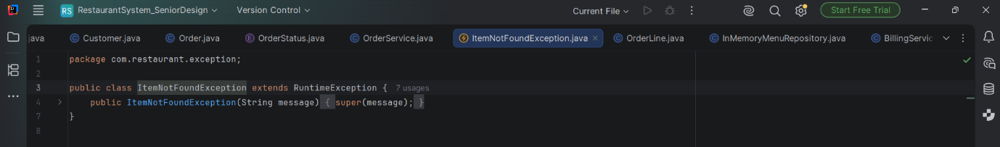 RS RestaurantSystem_SeniorDesign Version Control Current File Start Free Trial
java Customer.java Order.java OrderStatus.java OrderService.java ItemNotFoundException.java OrderLine.java InMemoryMenuRepository.java BillingServic
1 package com.restaurant.exception;
2
3 public class ItemNotFoundException extends RuntimeException { 7 usages
4 public ItemNotFoundException(String message) { super(message); }
7 }
8